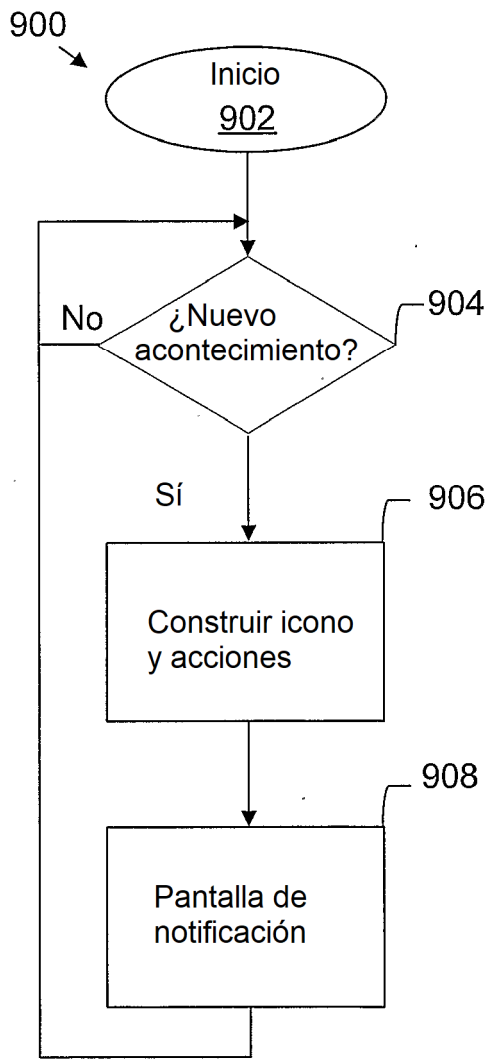 900
Inicio
902
No
¿Nuevo
acontecimiento?
904
Sí
906
Construir icono
y acciones
908
Pantalla de
notificación